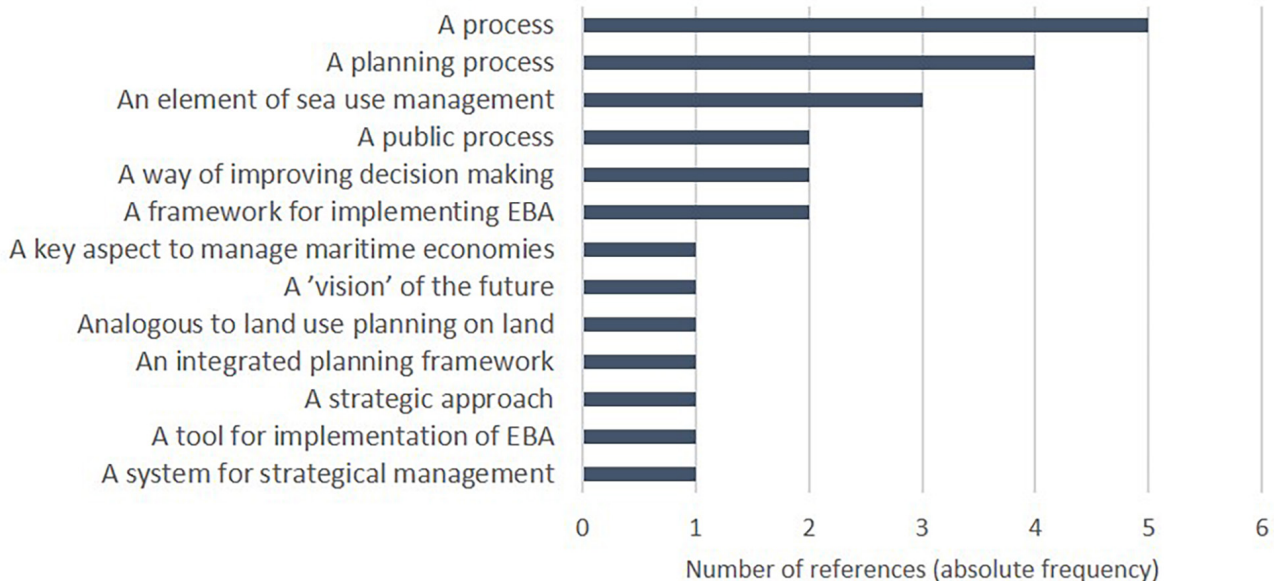 A process
A planning process
An element of sea use management
A public process
A way of improving decision making
A framework for implementing EBA
A key aspect to manage maritime economies
A ’vision’ of the future
Analogous to land use planning on land
An integrated planning framework
A strategic approach
A tool for implementation of EBA
A system for strategical management
0 1 2 3 4 5 6
Number of references (absolute frequency)